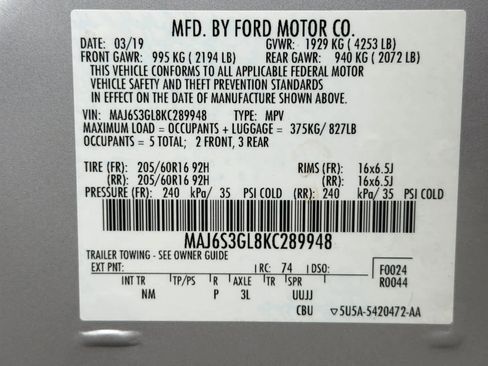 MFD. BY FORD MOTOR CO.
DATE: 03/19 GVWR: 1929 KG ( 4253 LB)
FRONT GAWR: 995 KG ( 2194 LB) REAR GAWR: 940 KG ( 2072 LB)
THIS VEHICLE CONFORMS TO ALL APPLICABLE FEDERAL MOTOR
VEHICLE SAFETY AND THEFT PREVENTION STANDARDS
IN EFFECT ON THE DATE OF MANUFACTURE SHOWN ABOVE.
VIN: MAJ6S3GL8KC289948 TYPE: MPV
MAXIMUM LOAD = OCCUPANTS + LUGGAGE = 375KG/ 827LB
OCCUPANTS = 5 TOTAL; 2 FRONT, 3 REAR
TIRE (FR): 205/60R16 92H RIMS (FR): 16x6.5J
(RR): 205/60R16 92H (RR): 16x6.5J
PRESSURE (FR): 240 kPa/ 35 PSI COLD (RR): 240 kPa/ 35 PSI COLD
MAJ6S3GL8KC289948
TRAILER TOWING - SEE OWNER GUIDE
EXT PNT: RC: 74 DSO: F0024
R0044
INT TR TP/PS R AXLE TR SPR
NM P 3L UUJJ
CBU ▽5U5A-5420472-AA